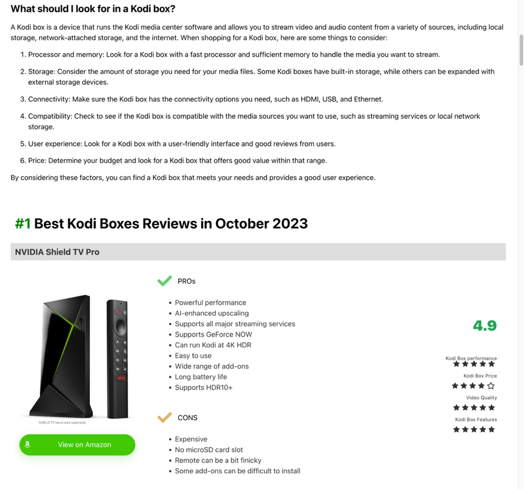 What should I look for in a Kodi box?
A Kodi box is a device that runs the Kodi media center software and allows you to stream video and audio content from a variety of sources, including local
storage, network-attached storage, and the internet. When shopping for a Kodi box, here are some things to consider:
1. Processor and memory: Look for a Kodi box with a fast processor and sufficient memory to handle the media you want to stream.
2. Storage: Consider the amount of storage you need for your media files. Some Kodi boxes have built-in storage, while others can be expanded with
external storage devices.
3. Connectivity: Make sure the Kodi box has the connectivity options you need, such as HDMI, USB, and Ethernet.
4. Compatibility: Check to see if the Kodi box is compatible with the media sources you want to use, such as streaming services or local network
storage.
5. User experience: Look for a Kodi box with a user-friendly interface and good reviews from users.
6. Price: Determine your budget and look for a Kodi box that offers good value within that range.
By considering these factors, you can find a Kodi box that meets your needs and provides a good user experience.
#1 Best Kodi Boxes Reviews in October 2023
NVIDIA Shield TV Pro
PROs
• Powerful performance
• AI-enhanced upscaling
• Supports all major streaming services
• Supports GeForce NOW
• Can run Kodi at 4K HDR
• Easy to use
• Wide range of add-ons
• Long battery life
• Supports HDR10+
CONS
• Expensive
• No microSD card slot
• Remote can be a bit finicky
• Some add-ons can be difficult to install
4.9
Kodi Box performance
Kodi Box Price
Video Quality
Kodi Box Features
View on Amazon